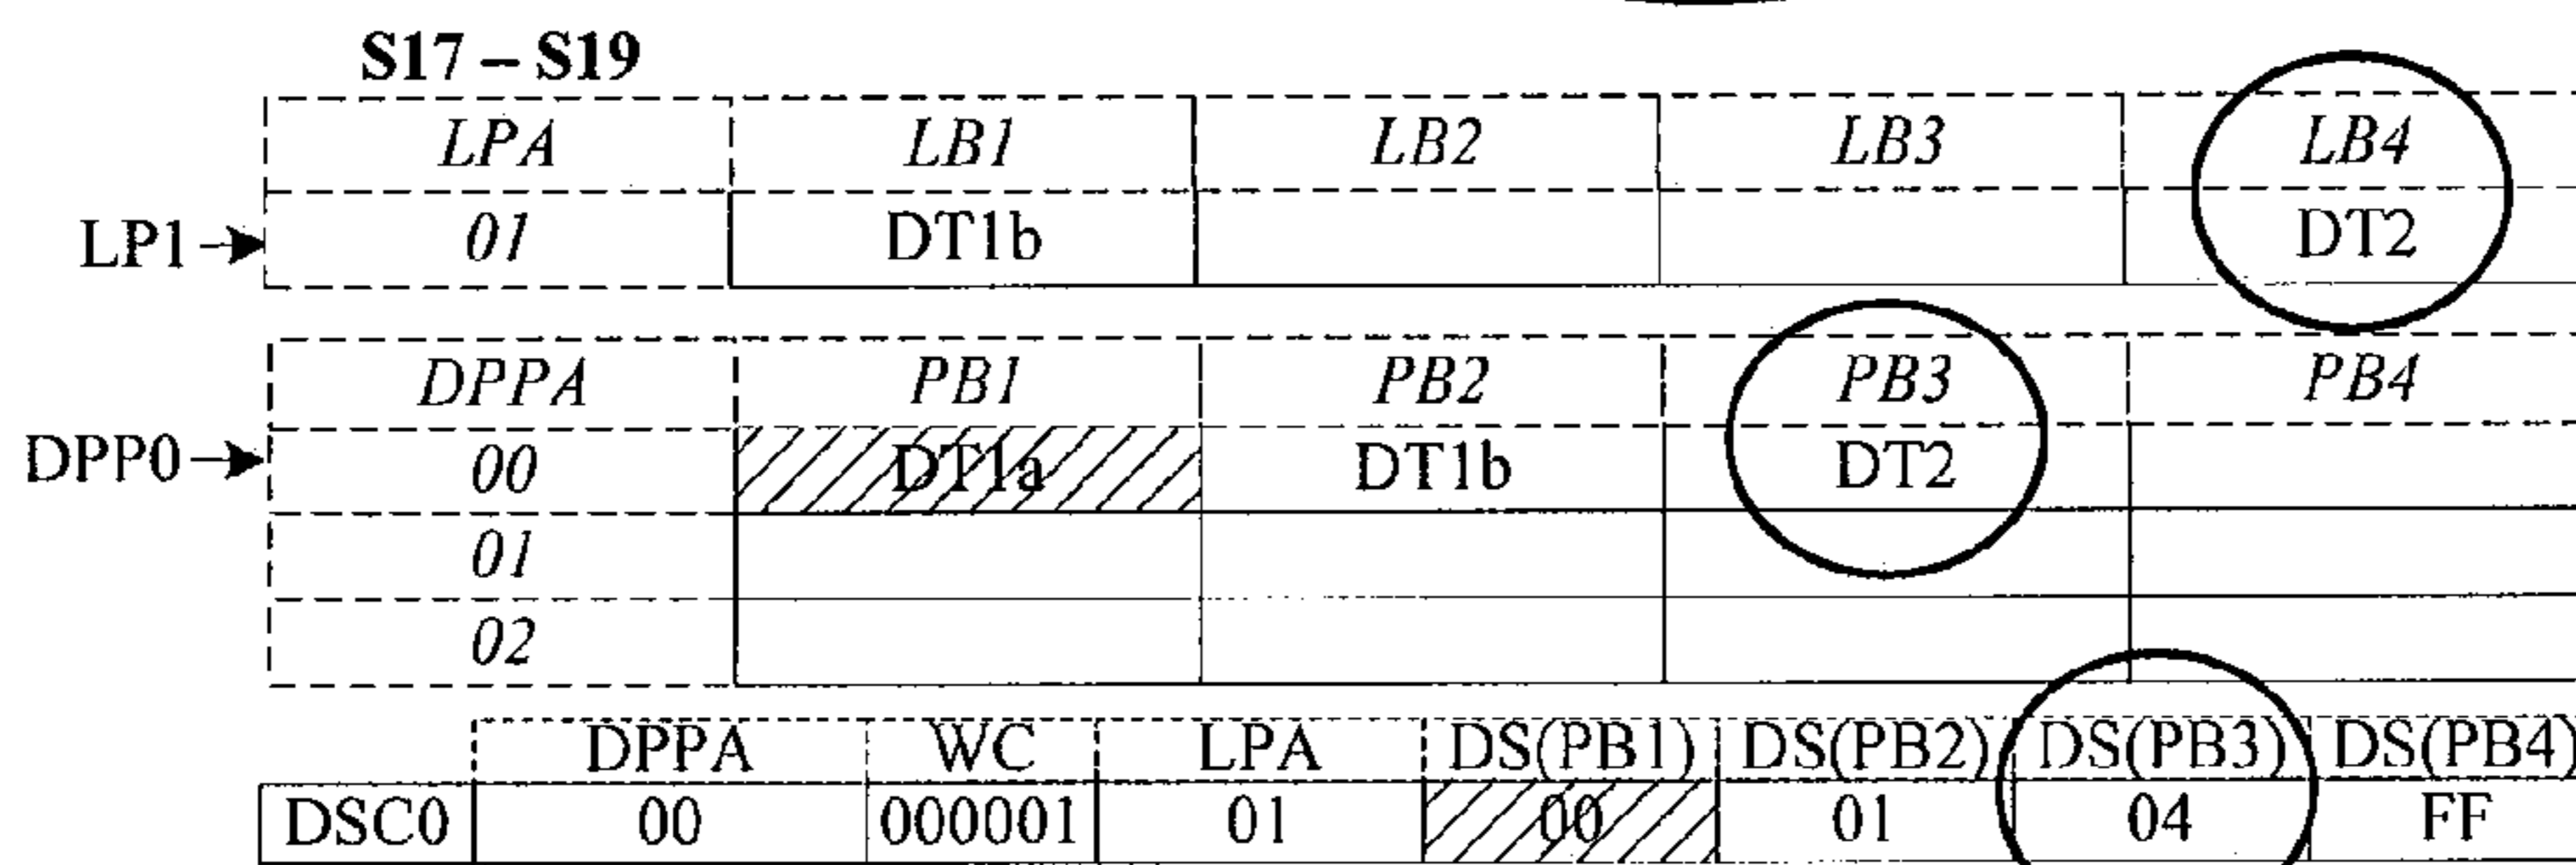 S17 – S19
LPA LB1 LB2 LB3 LB4
LP1 01 DT1b DT2
DPPA PB1 PB2 PB3 PB4
DPP0 00 DT1a DT1b DT2
01
02
DPPA WC LPA DS(PB1) DS(PB2) DS(PB3) DS(PB4)
DSC0 00 000001 01 00 01 04 FF